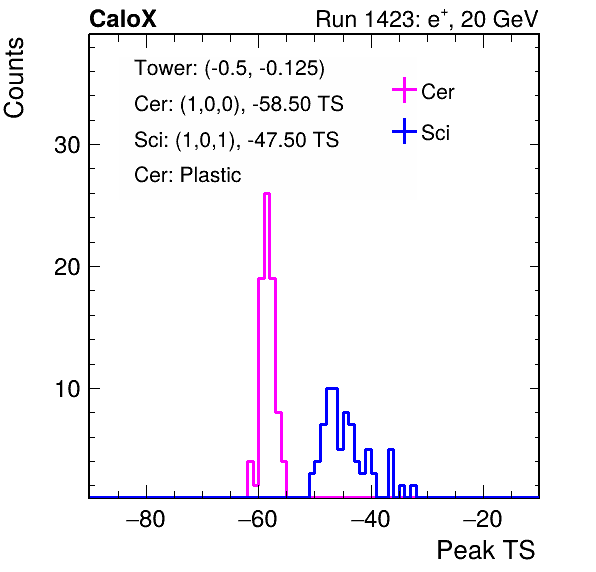 CaloX
Run 1423: e+, 20 GeV
Counts
Tower: (-0.5, -0.125)
Cer: (1,0,0), -58.50 TS
Sci: (1,0,1), -47.50 TS
Cer: Plastic
Cer
Sci
30
20
10
−80
−60
−40
−20
Peak TS